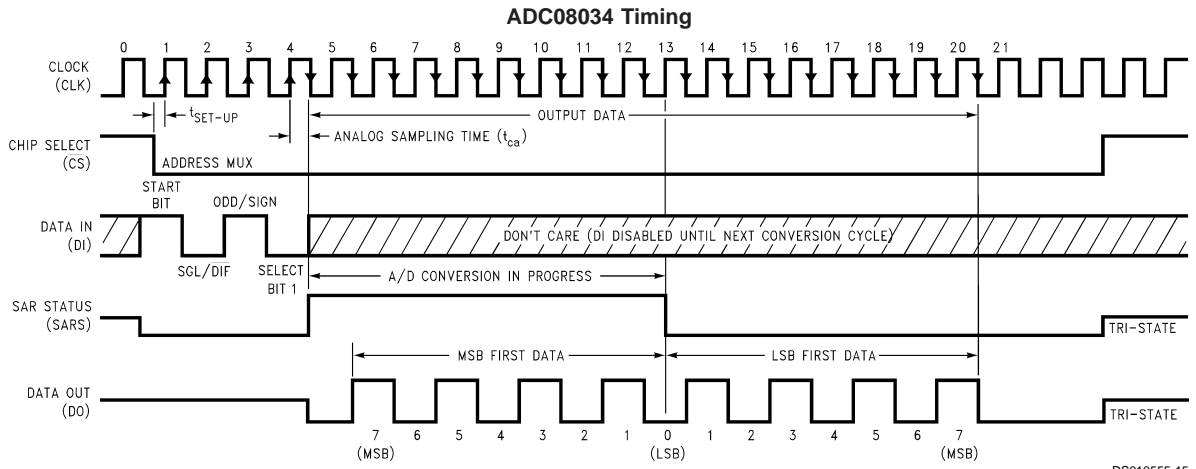 ADC08034 Timing
0 1 2 3 4 5 6 7 8 9 10 11 12 13 14 15 16 17 18 19 20 21
CLOCK
(CLK)
tSET-UP
OUTPUT DATA
ANALOG SAMPLING TIME (tca)
CHIP SELECT
(CS)
ADDRESS MUX
START
BIT
ODD/SIGN
DATA IN
(DI)
DON'T CARE (DI DISABLED UNTIL NEXT CONVERSION CYCLE)
SGL/DIF
SELECT
BIT 1
A/D CONVERSION IN PROGRESS
SAR STATUS
(SARS)
TRI-STATE
MSB FIRST DATA
LSB FIRST DATA
DATA OUT
(DO)
TRI-STATE
7 6 5 4 3 2 1 0 1 2 3 4 5 6 7
(MSB) (LSB) (MSB)